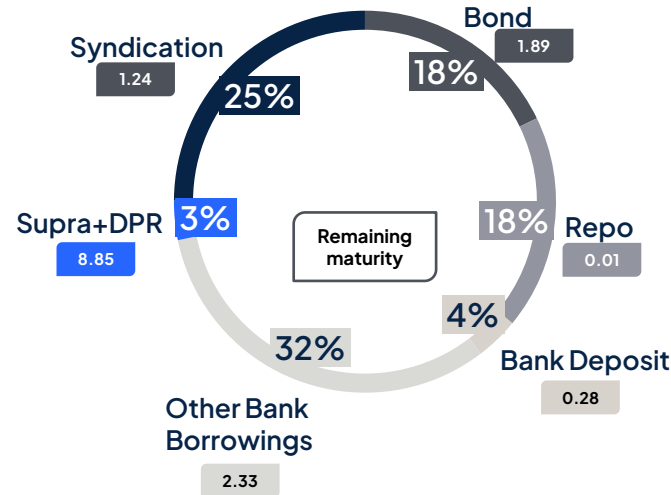 Bond
1.89
18%
Syndication
1.24
25%
Supra+DPR
3%
8.85
Remaining
maturity
18%
Repo
0.01
4%
Bank Deposit
0.28
32%
Other Bank
Borrowings
2.33